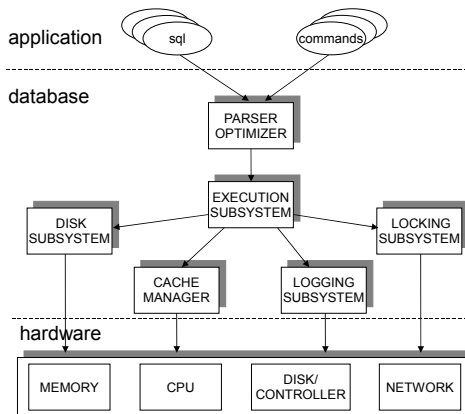 application
sql
commands
database
PARSER
OPTIMIZER
EXECUTION
SUBSYSTEM
DISK
SUBSYSTEM
LOCKING
SUBSYSTEM
CACHE
MANAGER
LOGGING
SUBSYSTEM
hardware
MEMORY
CPU
DISK/
CONTROLLER
NETWORK